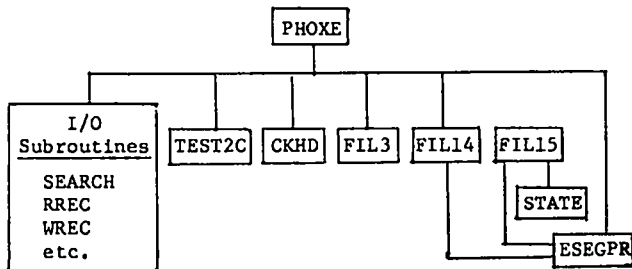 PHOXE
I/O
Subroutines
SEARCH
RREC
WREC
etc.
TEST2C
CKHD
FIL3
FIL14
FIL15
STATE
ESEGPR